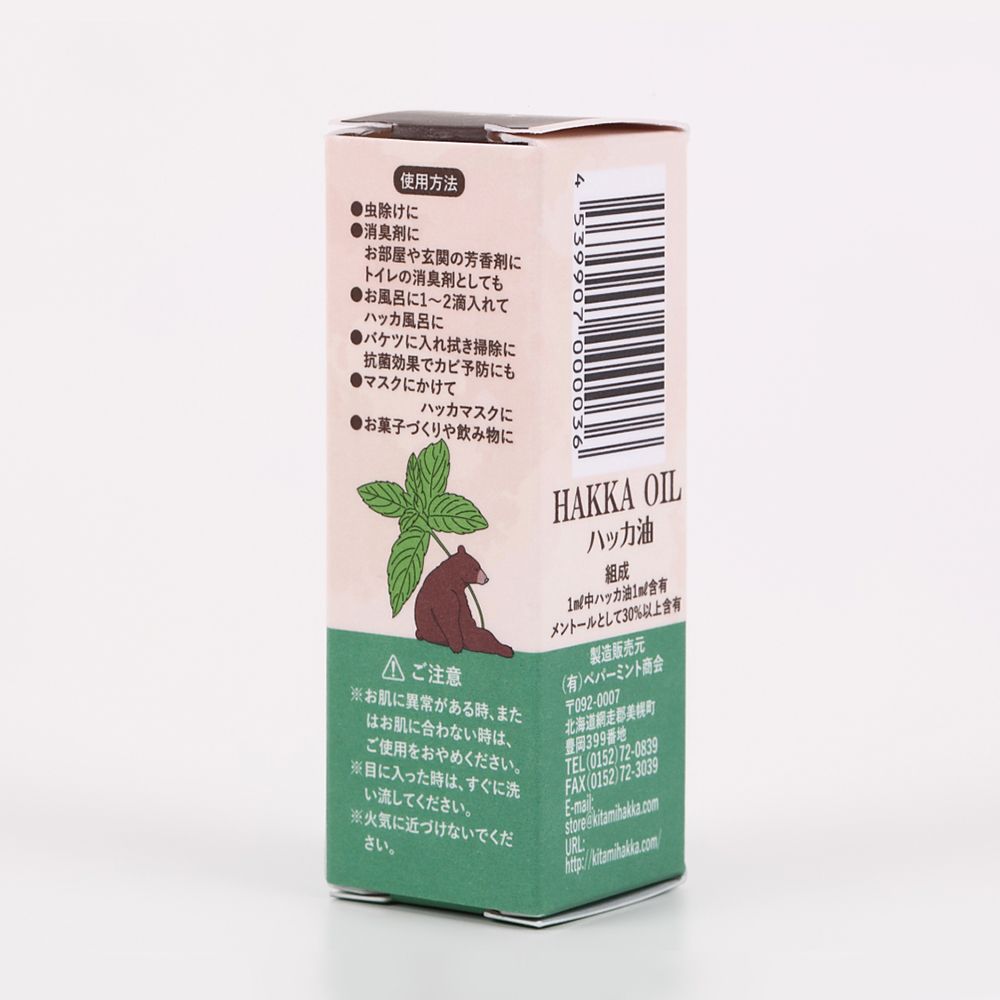 使用方法
●虫除けに
●消臭剤に
お部屋や玄関の芳香剤に
トイレの消臭剤としても
●お風呂に1～2滴入れて
ハッカ風呂に
●バケツに入れ拭き掃除に
抗菌効果でカビ予防にも
●マスクにかけて
ハッカマスクに
●お菓子づくりや飲み物に
⚠ ご注意
※お肌に異常がある時、また
はお肌に合わない時は、
ご使用をおやめください。
※目に入った時は、すぐに洗
い流してください。
※火気に近づけないでくだ
さい。
4 539907 000036
HAKKA OIL
ハッカ油
組成
1㎖中ハッカ油1㎖含有
メントールとして30%以上含有
製造販売元
(有)ペパーミント商会
〒092-0007
北海道網走郡美幌町
豊岡399番地
TEL(0152)72-0839
FAX(0152)72-3039
E-mail:
store@kitamihakka.com
URL:
http://kitamihakka.com/